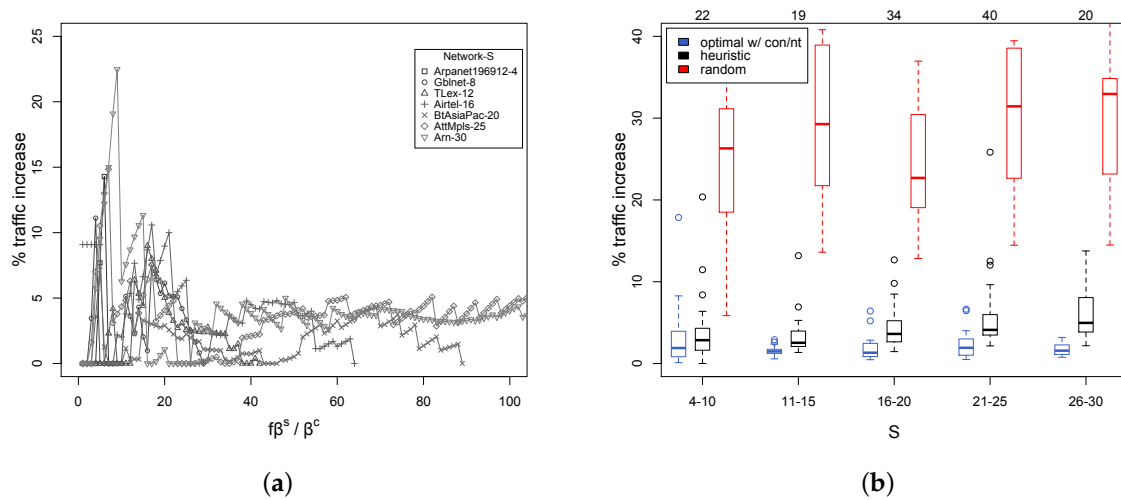 25
20
15
10
5
0
% traffic increase
Network-S
Arpanet196912-4
Gblnet-8
TLex-12
Airtel-16
BtAsiaPac-20
AttMpls-25
Arn-30
0 20 40 60 80 100
fβˢ / βᶜ
(a)
22 19 34 40 20
40
30
20
10
0
% traffic increase
optimal w/ con/nt
heuristic
random
4-10 11-15 16-20 21-25 26-30
S
(b)